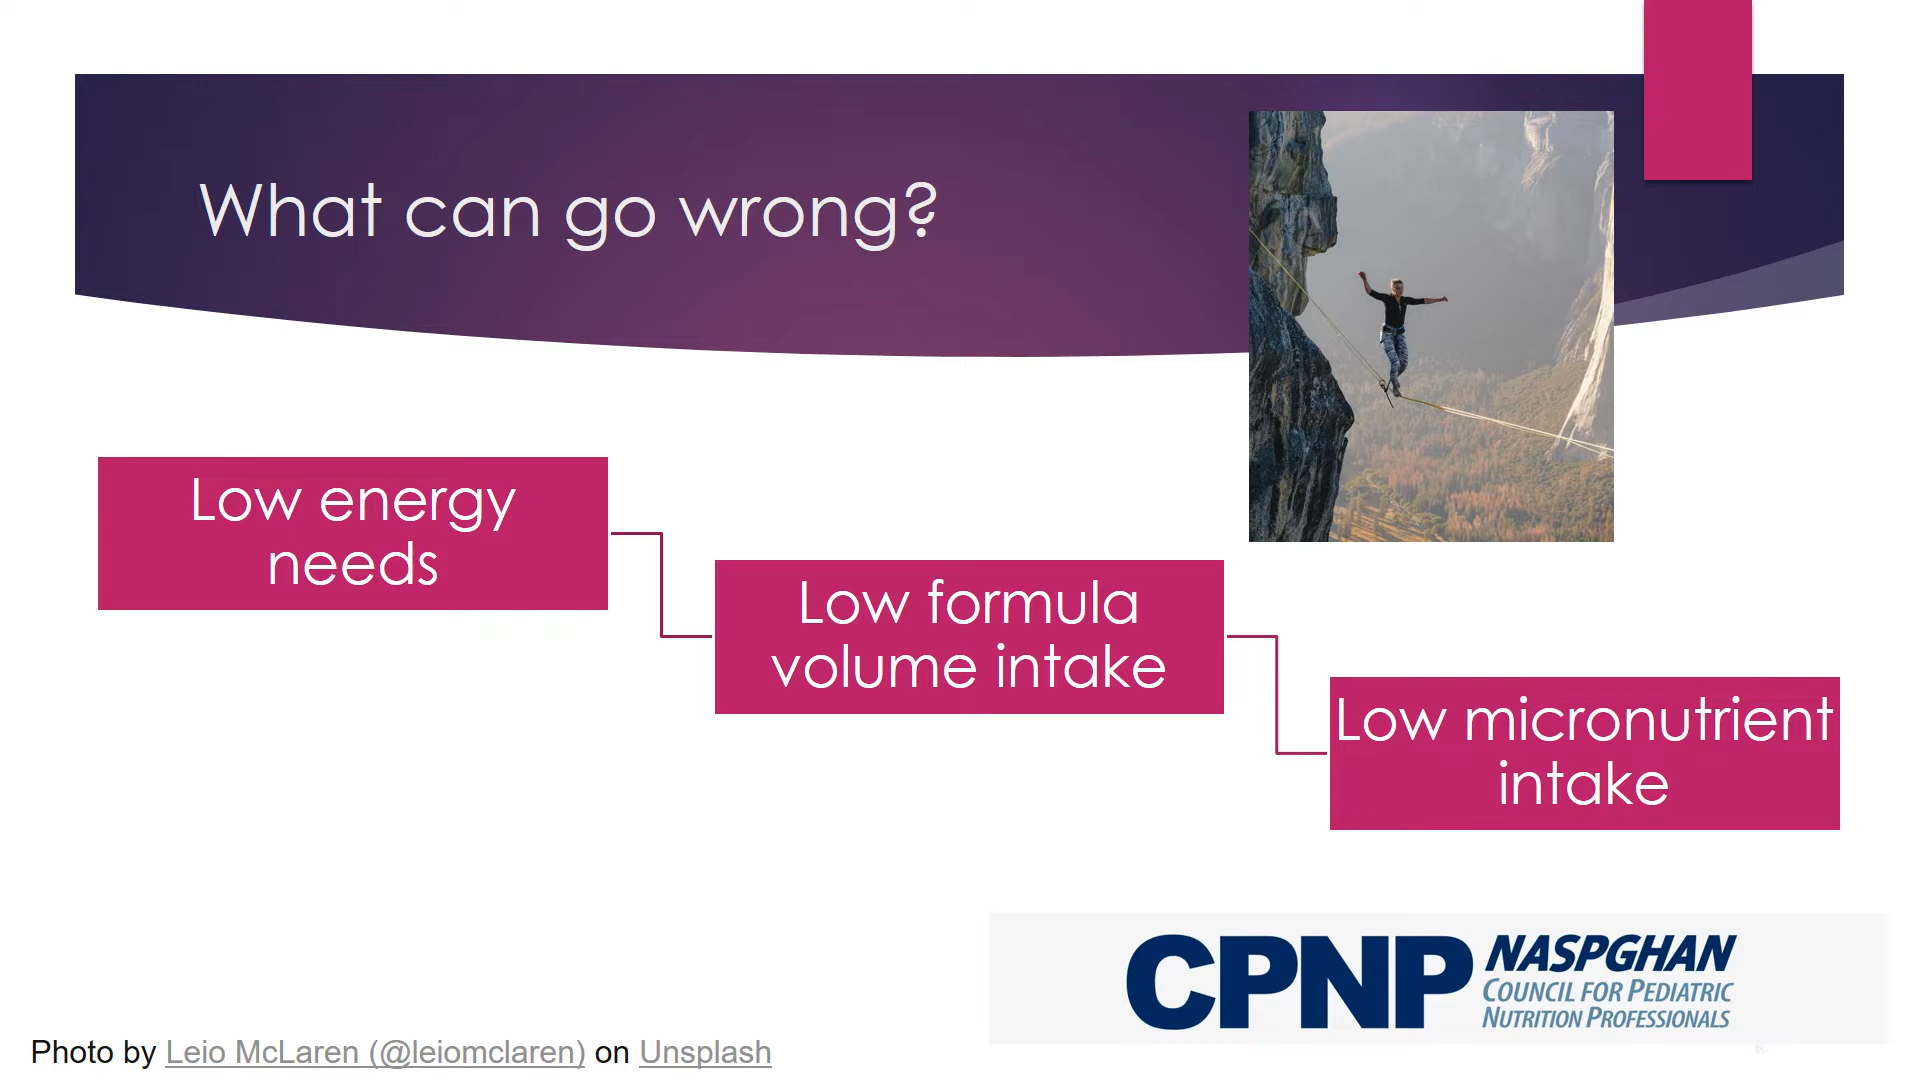 What can go wrong?
Low energy
needs
Low formula
volume intake
Low micronutrient
intake
CPNP NASPGHAN
COUNCIL FOR PEDIATRIC
NUTRITION PROFESSIONALS
Photo by Leio McLaren (@leiomclaren) on Unsplash